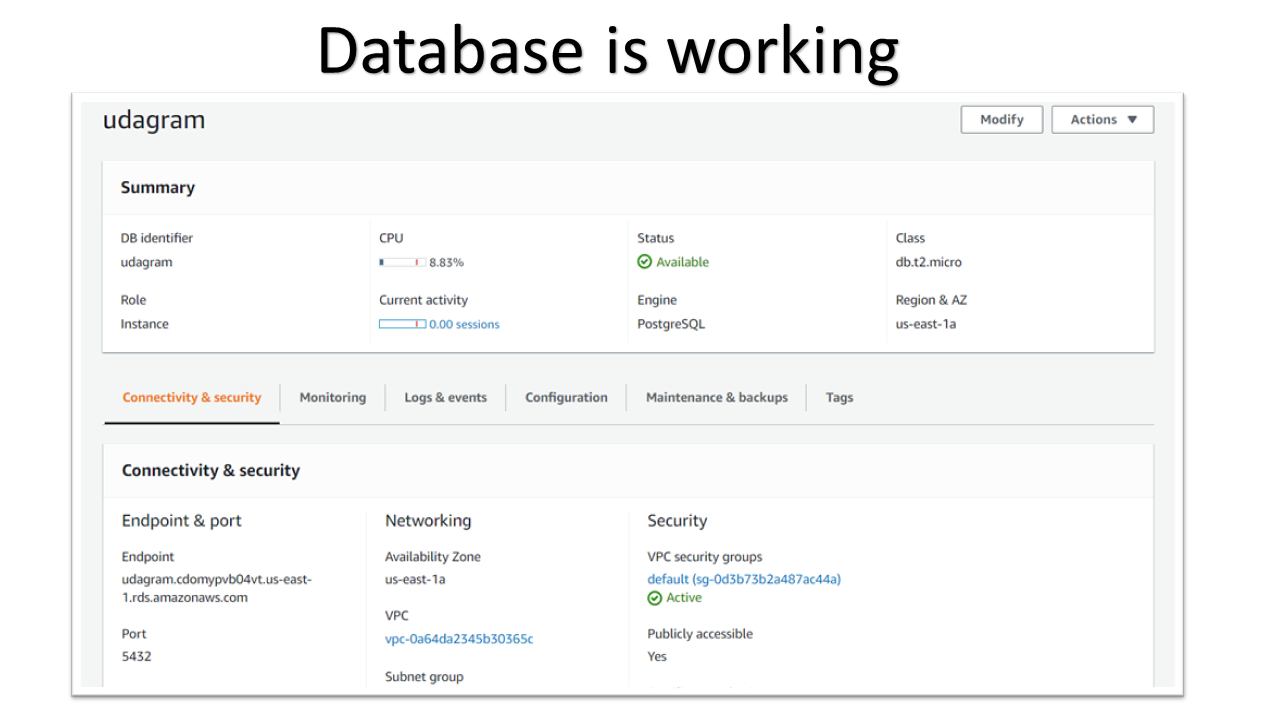 Database is working
udagram
Modify
Actions
Summary
DB identifier
CPU
Status
Class
udagram
8.83%
Available
db.t2.micro
Role
Current activity
Engine
Region & AZ
Instance
0.00 sessions
PostgreSQL
us-east-1a
Connectivity & security
Monitoring
Logs & events
Configuration
Maintenance & backups
Tags
Connectivity & security
Endpoint & port
Endpoint
udagram.cdomypvb04vt.us-east-
1.rds.amazonaws.com
Port
5432
Networking
Availability Zone
us-east-1a
VPC
vpc-0a64da2345b30365c
Subnet group
Security
VPC security groups
default (sg-0d3b73b2a487ac44a)
Active
Publicly accessible
Yes